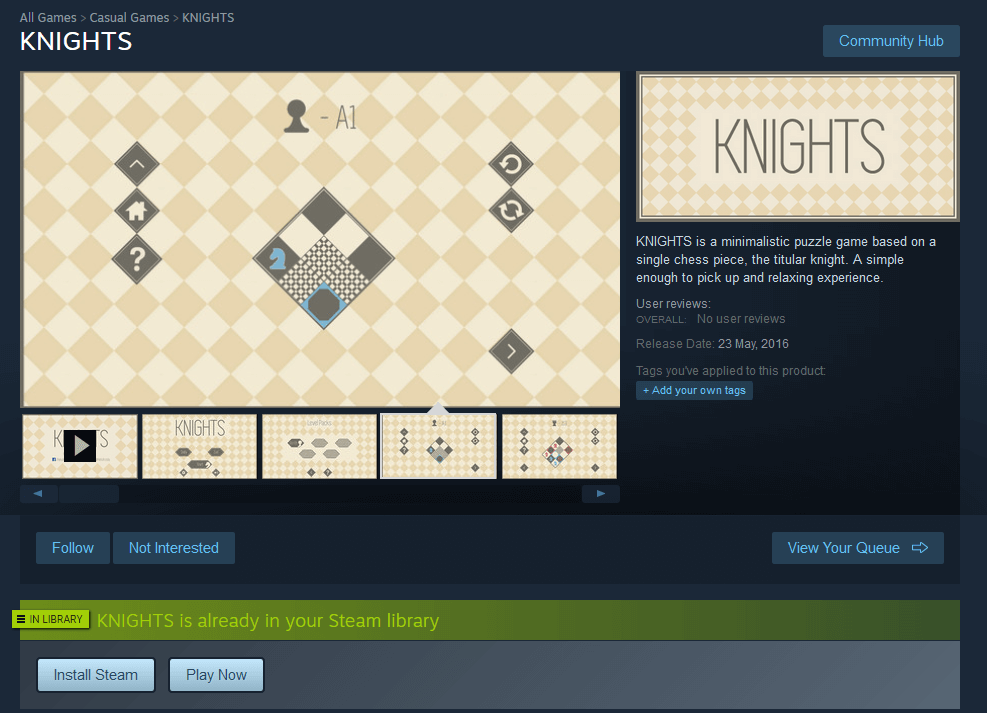 All Games > Casual Games > KNIGHTS
KNIGHTS
Community Hub
- A1
?
KNIGHTS
KNIGHTS is a minimalistic puzzle game based on a
single chess piece, the titular knight. A simple
enough to pick up and relaxing experience.
User reviews:
OVERALL: No user reviews
Release Date: 23 May, 2016
Tags you've applied to this product:
+ Add your own tags
KNIGHTS
Follow
Not Interested
View Your Queue
IN LIBRARY
KNIGHTS is already in your Steam library
Install Steam
Play Now